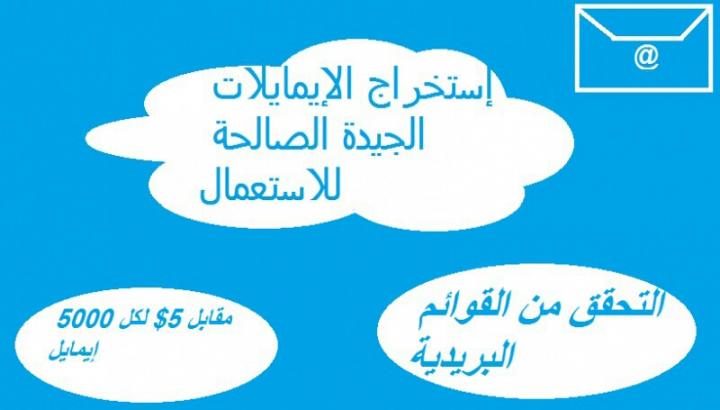 @
إستخراج الإيمايلات
الجيدة الصالحة
للاستعمال
التحقق من القوائم
البريدية
مقابل 5$ لكل 5000
إيمايل